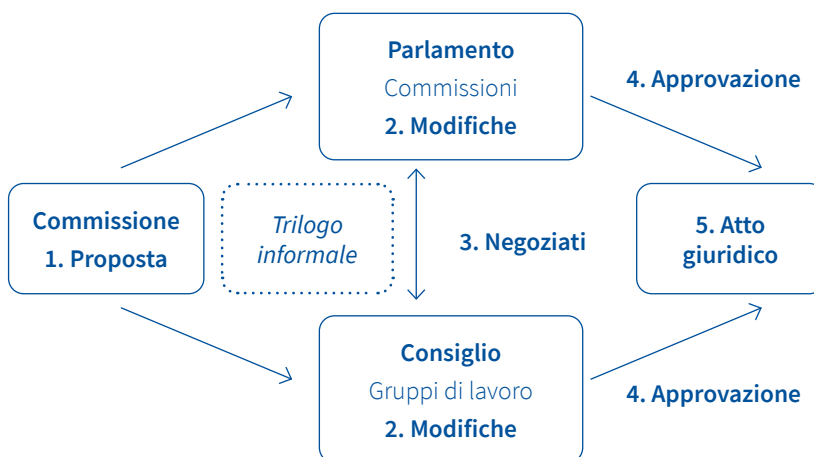 Parlamento
Commissioni
2. Modifiche
4. Approvazione
Commissione
1. Proposta
Trilogo
informale
3. Negoziati
5. Atto
giuridico
Consiglio
Gruppi di lavoro
2. Modifiche
4. Approvazione